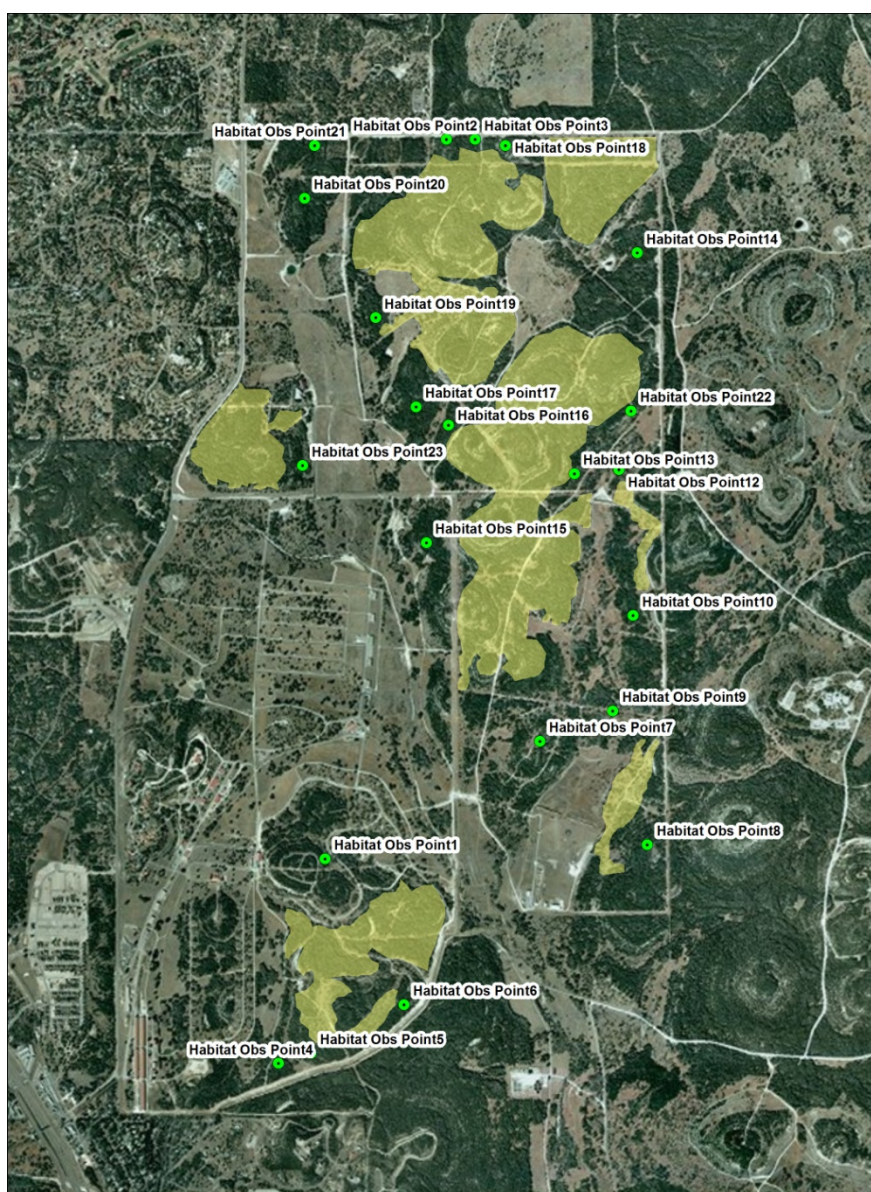 Habitat Obs Point21
Habitat Obs Point2
Habitat Obs Point3
Habitat Obs Point18
Habitat Obs Point20
Habitat Obs Point14
Habitat Obs Point19
Habitat Obs Point17
Habitat Obs Point22
Habitat Obs Point16
Habitat Obs Point23
Habitat Obs Point13
Habitat Obs Point12
Habitat Obs Point15
Habitat Obs Point10
Habitat Obs Point9
Habitat Obs Point7
Habitat Obs Point8
Habitat Obs Point1
Habitat Obs Point6
Habitat Obs Point5
Habitat Obs Point4